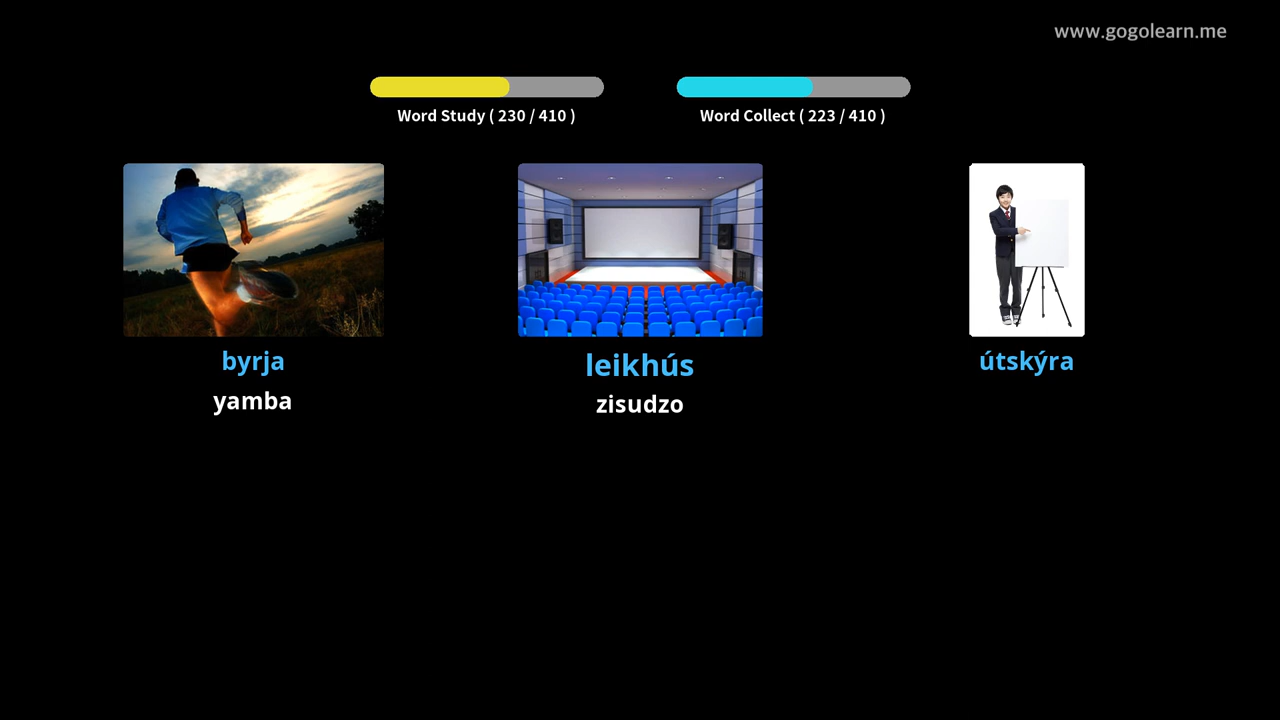 www.gogolearn.me
Word Study ( 230 / 410 )
Word Collect ( 223 / 410 )
byrja
yamba
leikhús
zisudzo
útskýra